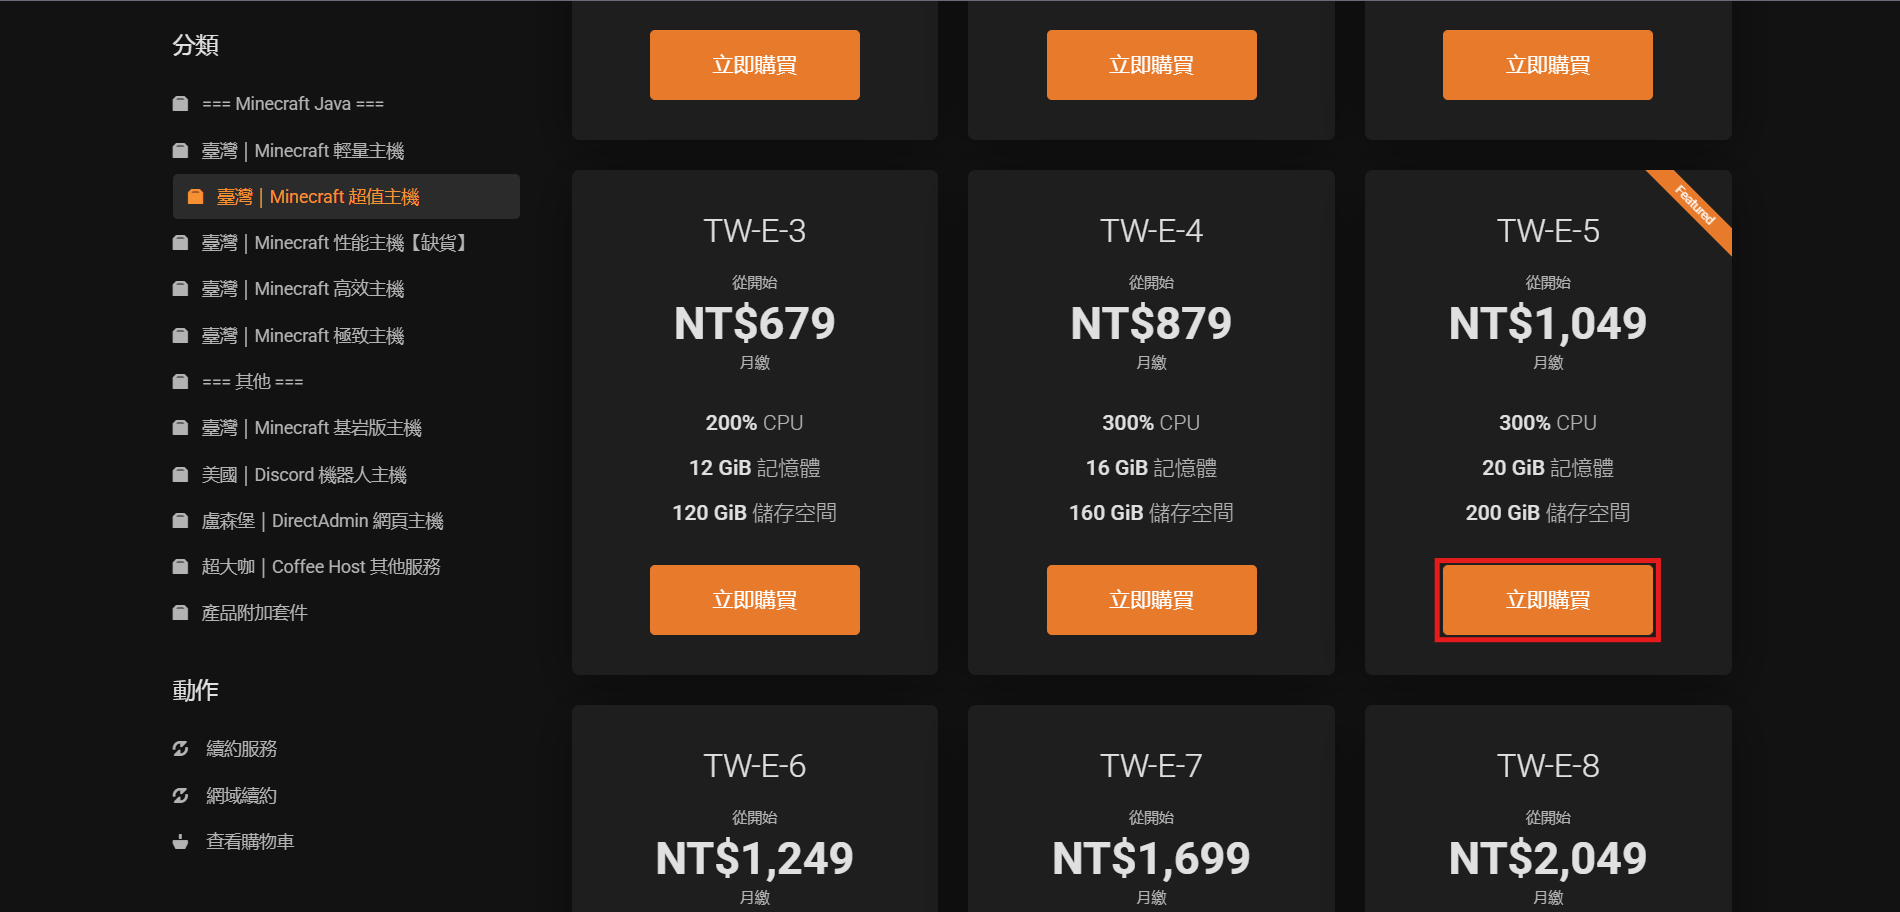 分類
=== Minecraft Java ===
臺灣｜Minecraft 輕量主機
臺灣｜Minecraft 超值主機
臺灣｜Minecraft 性能主機【缺貨】
臺灣｜Minecraft 高效主機
臺灣｜Minecraft 極致主機
=== 其他 ===
臺灣｜Minecraft 基岩版主機
美國｜Discord 機器人主機
盧森堡｜DirectAdmin 網頁主機
超大咖｜Coffee Host 其他服務
產品附加套件
動作
續約服務
網域續約
查看購物車
立即購買
立即購買
立即購買
TW-E-3
從開始
NT$679
月繳
200% CPU
12 GiB 記憶體
120 GiB 儲存空間
立即購買
TW-E-4
從開始
NT$879
月繳
300% CPU
16 GiB 記憶體
160 GiB 儲存空間
立即購買
Featured
TW-E-5
從開始
NT$1,049
月繳
300% CPU
20 GiB 記憶體
200 GiB 儲存空間
立即購買
TW-E-6
從開始
NT$1,249
月繳
TW-E-7
從開始
NT$1,699
月繳
TW-E-8
從開始
NT$2,049
月繳